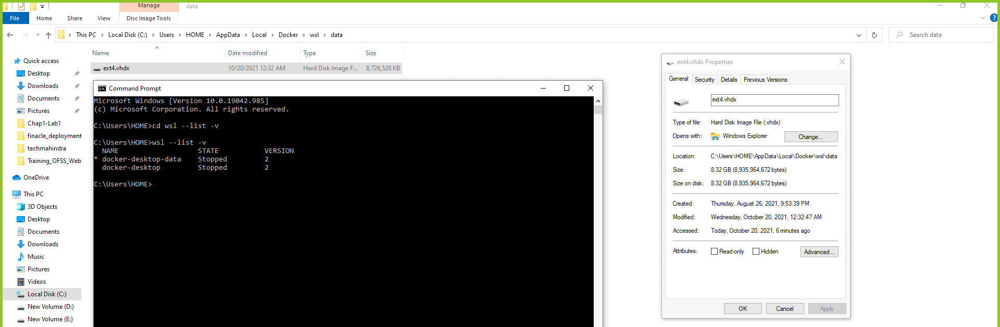 Manage
data
File
Home
Share
View
Disc Image Tools
?
This PC > Local Disk (C:) > Users > HOME > AppData > Local > Docker > wsl > data
Search data
Name
Date modified
Type
Size
ext4.vhdx
10/20/2021 12:32 AM
Hard Disk Image F...
8,726,528 KB
Quick access
Desktop
Downloads
Documents
Pictures
Chap1-Lab1
finacle_deployment
techmahindra
Training_OFSS_Web
OneDrive
This PC
3D Objects
Desktop
Documents
Downloads
Music
Pictures
Videos
Local Disk (C:)
New Volume (D:)
New Volume (E:)
Command Prompt
Microsoft Windows [Version 10.0.19042.985]
(c) Microsoft Corporation. All rights reserved.
C:\Users\HOME>cd wsl --list -v
C:\Users\HOME>wsl --list -v
NAME STATE VERSION
* docker-desktop-data Stopped 2
docker-desktop Stopped 2
C:\Users\HOME>
ext4.vhdx Properties
General
Security
Details
Previous Versions
ext4.vhdx
Type of file: Hard Disk Image File (.vhdx)
Opens with: Windows Explorer
Change...
Location: C:\Users\HOME\AppData\Local\Docker\wsl\data
Size: 8.32 GB (8,935,964,672 bytes)
Size on disk: 8.32 GB (8,935,964,672 bytes)
Created: Thursday, August 26, 2021, 9:53:39 PM
Modified: Wednesday, October 20, 2021, 12:32:47 AM
Accessed: Today, October 20, 2021, 6 minutes ago
Attributes: Read-only Hidden
Advanced...
OK
Cancel
Apply